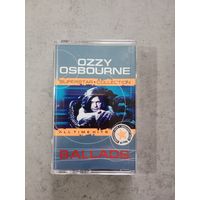 OZZY
OSBOURNE
SUPERSTAR COLLECTION
ALL TIME HITS
BALLADS